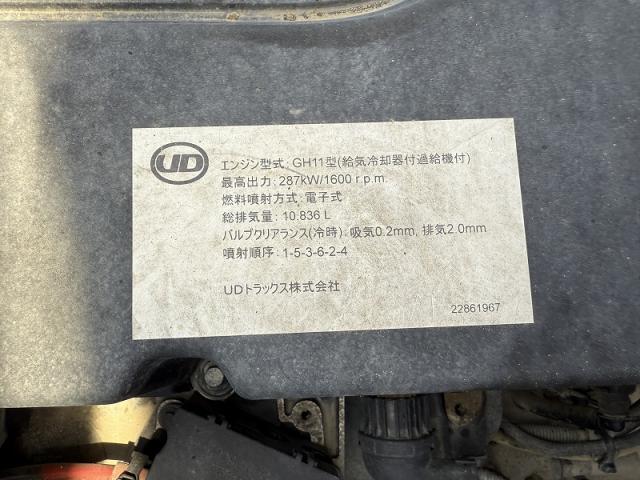 UD
エンジン型式: GH11型(給気冷却器付過給機付)
最高出力: 287kW/1600 r.p.m.
燃料噴射方式: 電子式
総排気量: 10.836 L
バルブクリアランス(冷時): 吸気0.2mm, 排気2.0mm
噴射順序: 1-5-3-6-2-4
UDトラックス株式会社
22861967